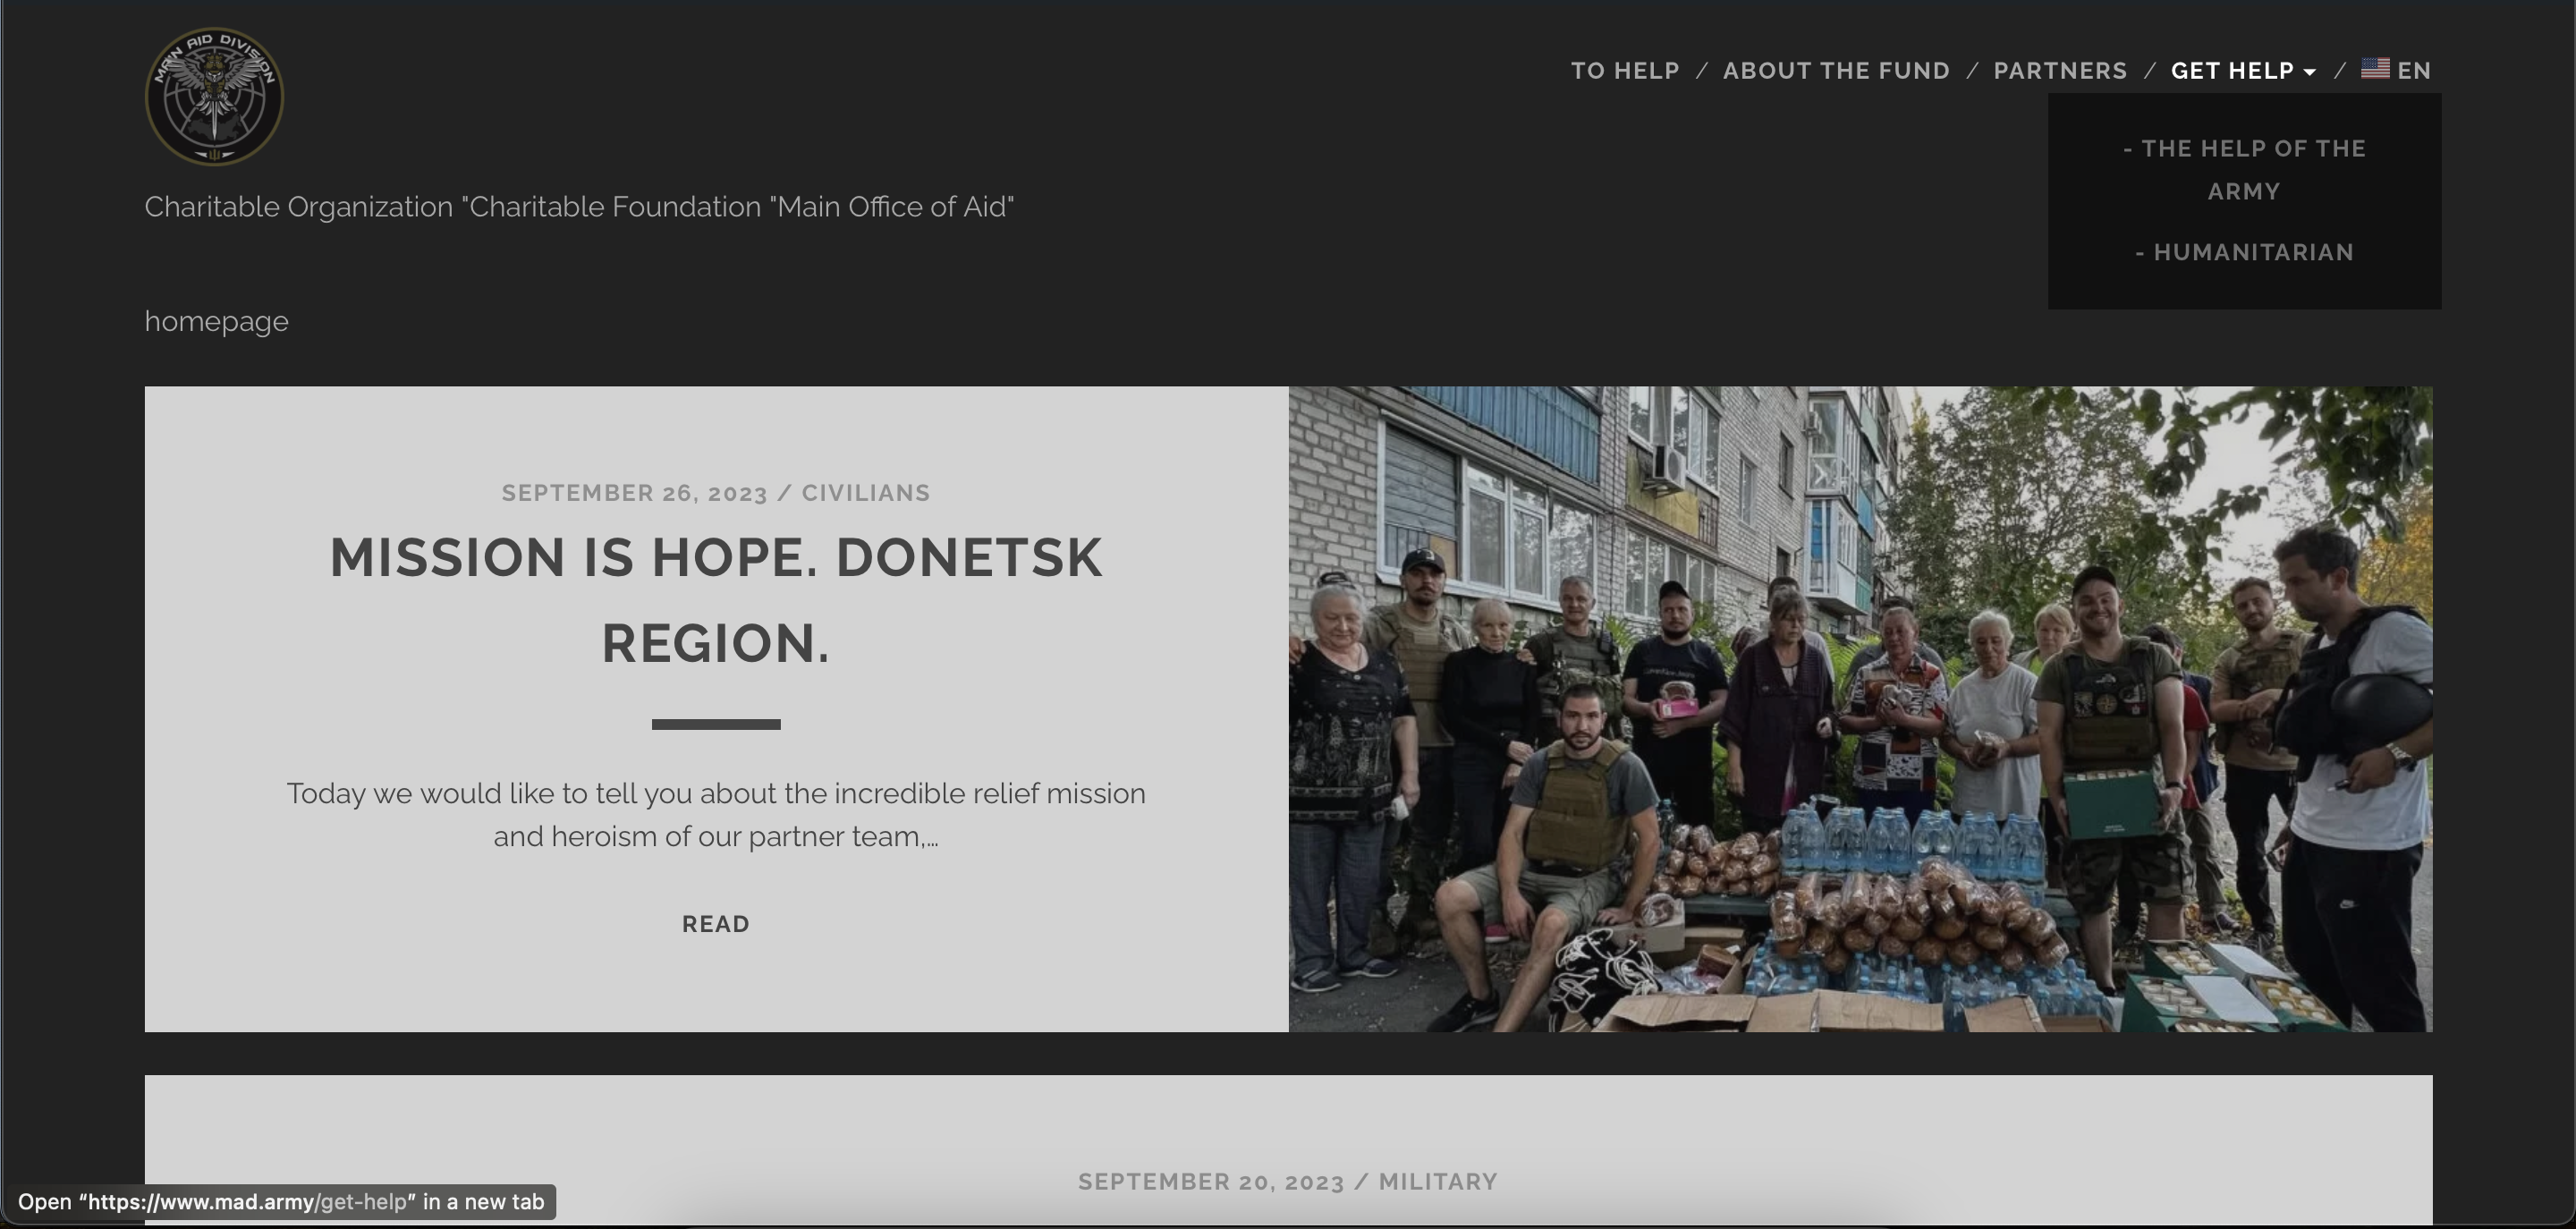 MAIN AID DIVISION
TO HELP / ABOUT THE FUND / PARTNERS / GET HELP / EN
- THE HELP OF THE
ARMY
- HUMANITARIAN
Charitable Organization "Charitable Foundation "Main Office of Aid"
homepage
SEPTEMBER 26, 2023 / CIVILIANS
MISSION IS HOPE. DONETSK
REGION.
Today we would like to tell you about the incredible relief mission
and heroism of our partner team,...
READ
SEPTEMBER 20, 2023 / MILITARY
Open “https://www.mad.army/get-help” in a new tab